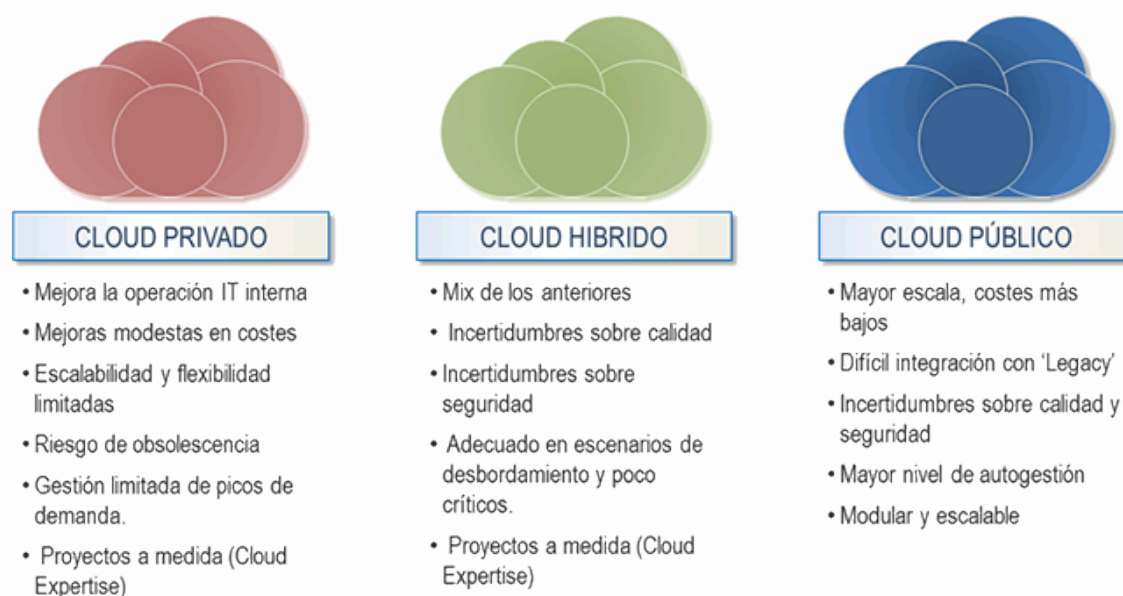 CLOUD PRIVADO
• Mejora la operación IT interna
• Mejoras modestas en costes
• Escalabilidad y flexibilidad
limitadas
• Riesgo de obsolescencia
• Gestión limitada de picos de
demanda.
• Proyectos a medida (Cloud
Expertise)
CLOUD HIBRIDO
• Mix de los anteriores
• Incertidumbres sobre calidad
• Incertidumbres sobre
seguridad
• Adecuado en escenarios de
desbordamiento y poco
críticos.
• Proyectos a medida (Cloud
Expertise)
CLOUD PÚBLICO
• Mayor escala, costes más
bajos
• Difícil integración con ‘Legacy’
• Incertidumbres sobre calidad y
seguridad
• Mayor nivel de autogestión
• Modular y escalable